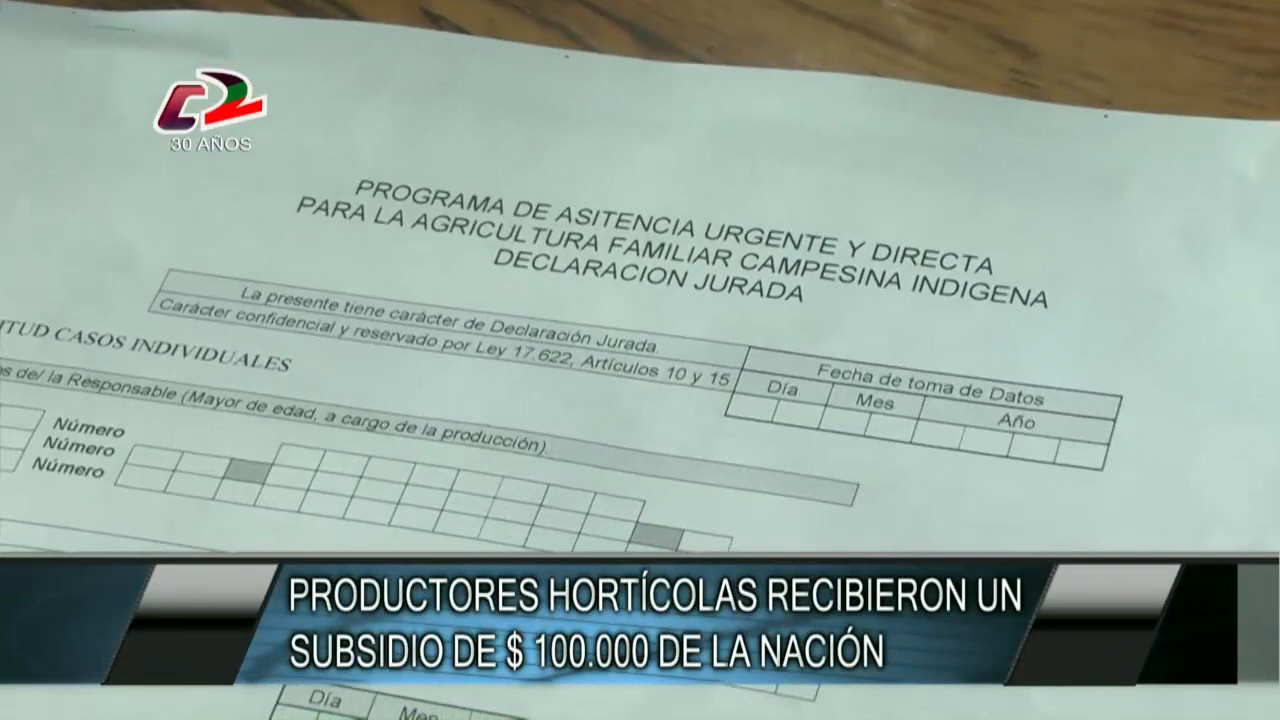 C2
30 AÑOS
PROGRAMA DE ASITENCIA URGENTE Y DIRECTA
PARA LA AGRICULTURA FAMILIAR CAMPESINA INDIGENA
DECLARACION JURADA
La presente tiene carácter de Declaración Jurada.
Carácter confidencial y reservado por Ley 17.622, Artículos 10 y 15
Fecha de toma de Datos
Día Mes Año
CASOS INDIVIDUALES
de/ la Responsable (Mayor de edad, a cargo de la producción).
Número
Número
Número
PRODUCTORES HORTÍCOLAS RECIBIERON UN
SUBSIDIO DE $ 100.000 DE LA NACIÓN
Día Mes